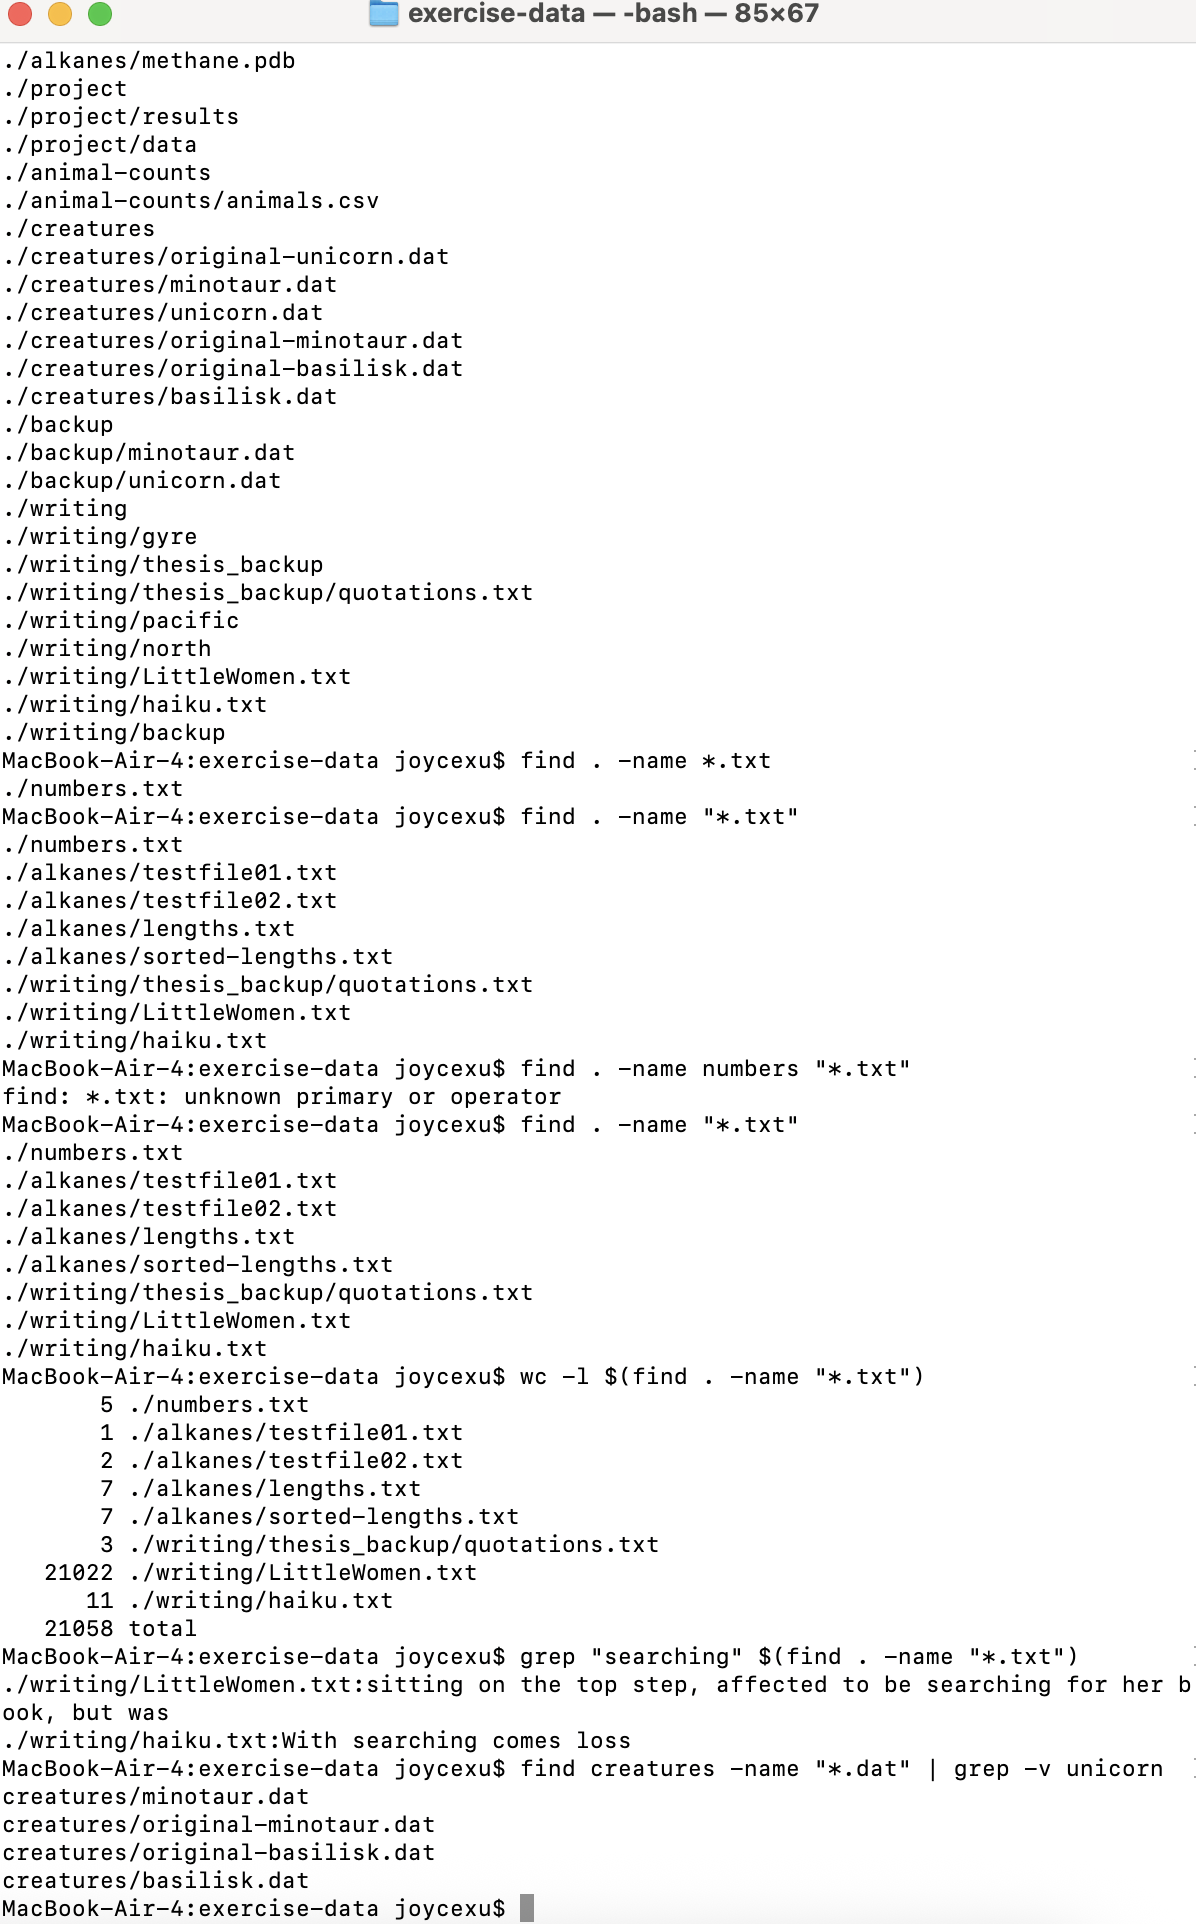 exercise-data — -bash — 85×67
./alkanes/methane.pdb
./project
./project/results
./project/data
./animal-counts
./animal-counts/animals.csv
./creatures
./creatures/original-unicorn.dat
./creatures/minotaur.dat
./creatures/unicorn.dat
./creatures/original-minotaur.dat
./creatures/original-basilisk.dat
./creatures/basilisk.dat
./backup
./backup/minotaur.dat
./backup/unicorn.dat
./writing
./writing/gyre
./writing/thesis_backup
./writing/thesis_backup/quotations.txt
./writing/pacific
./writing/north
./writing/LittleWomen.txt
./writing/haiku.txt
./writing/backup
MacBook-Air-4:exercise-data joycexu$ find . -name *.txt
./numbers.txt
MacBook-Air-4:exercise-data joycexu$ find . -name "*.txt"
./numbers.txt
./alkanes/testfile01.txt
./alkanes/testfile02.txt
./alkanes/lengths.txt
./alkanes/sorted-lengths.txt
./writing/thesis_backup/quotations.txt
./writing/LittleWomen.txt
./writing/haiku.txt
MacBook-Air-4:exercise-data joycexu$ find . -name numbers "*.txt"
find: *.txt: unknown primary or operator
MacBook-Air-4:exercise-data joycexu$ find . -name "*.txt"
./numbers.txt
./alkanes/testfile01.txt
./alkanes/testfile02.txt
./alkanes/lengths.txt
./alkanes/sorted-lengths.txt
./writing/thesis_backup/quotations.txt
./writing/LittleWomen.txt
./writing/haiku.txt
MacBook-Air-4:exercise-data joycexu$ wc -l $(find . -name "*.txt")
5 ./numbers.txt
1 ./alkanes/testfile01.txt
2 ./alkanes/testfile02.txt
7 ./alkanes/lengths.txt
7 ./alkanes/sorted-lengths.txt
3 ./writing/thesis_backup/quotations.txt
21022 ./writing/LittleWomen.txt
11 ./writing/haiku.txt
21058 total
MacBook-Air-4:exercise-data joycexu$ grep "searching" $(find . -name "*.txt")
./writing/LittleWomen.txt:sitting on the top step, affected to be searching for her b
ook, but was
./writing/haiku.txt:With searching comes loss
MacBook-Air-4:exercise-data joycexu$ find creatures -name "*.dat" | grep -v unicorn
creatures/minotaur.dat
creatures/original-minotaur.dat
creatures/original-basilisk.dat
creatures/basilisk.dat
MacBook-Air-4:exercise-data joycexu$